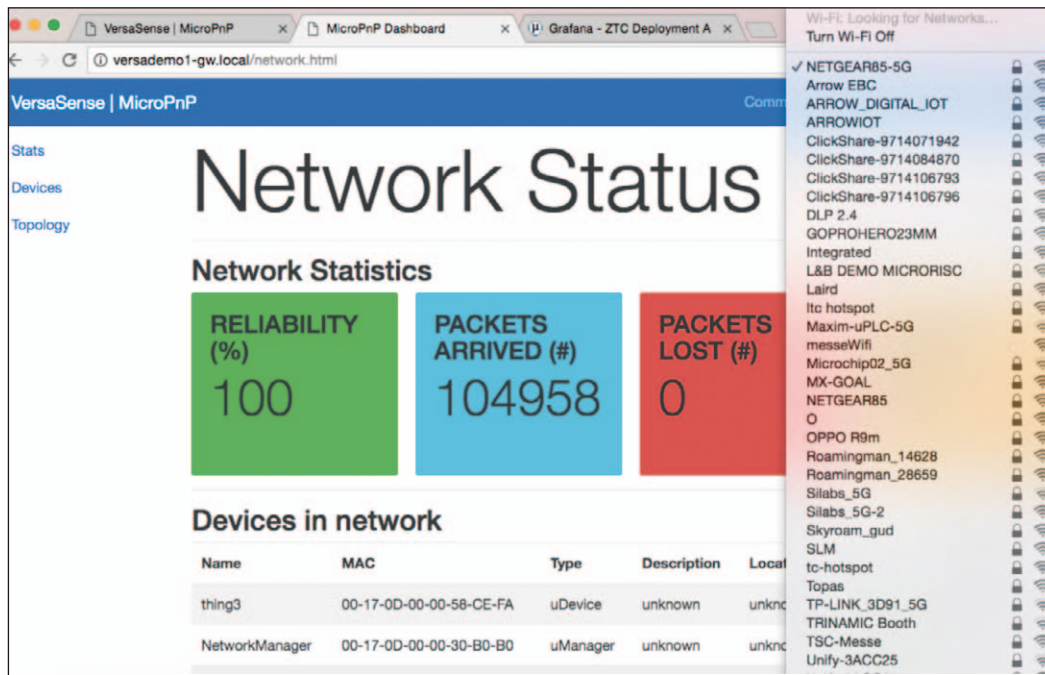 VersaSense | MicroPnP
MicroPnP Dashboard
Grafana - ZTC Deployment A
versademo1-gw.local/network.html
VersaSense | MicroPnP
Comm
Stats
Devices
Topology
Network Status
Network Statistics
RELIABILITY
(%)
100
PACKETS
ARRIVED (#)
104958
PACKETS
LOST (#)
0
Devices in network
Name MAC Type Description Locat
thing3 00-17-0D-00-00-58-CE-FA uDevice unknown unkno
NetworkManager 00-17-0D-00-00-30-B0-B0 uManager unknown unkno
Wi-Fi: Looking for Networks...
Turn Wi-Fi Off
✓ NETGEAR85-5G
Arrow EBC
ARROW_DIGITAL_IOT
ARROWIOT
ClickShare-9714071942
ClickShare-9714084870
ClickShare-9714106793
ClickShare-9714106796
DLP 2.4
GOPROHERO23MM
Integrated
L&B DEMO MICRORISC
Laird
ltc hotspot
Maxim-uPLC-5G
messeWifi
Microchip02_5G
MX-GOAL
NETGEAR85
O
OPPO R9m
Roamingman_14628
Roamingman_28659
Silabs_5G
Silabs_5G-2
Skyroam_gud
SLM
tc-hotspot
Topas
TP-LINK_3D91_5G
TRINAMIC Booth
TSC-Messe
Unify-3ACC25